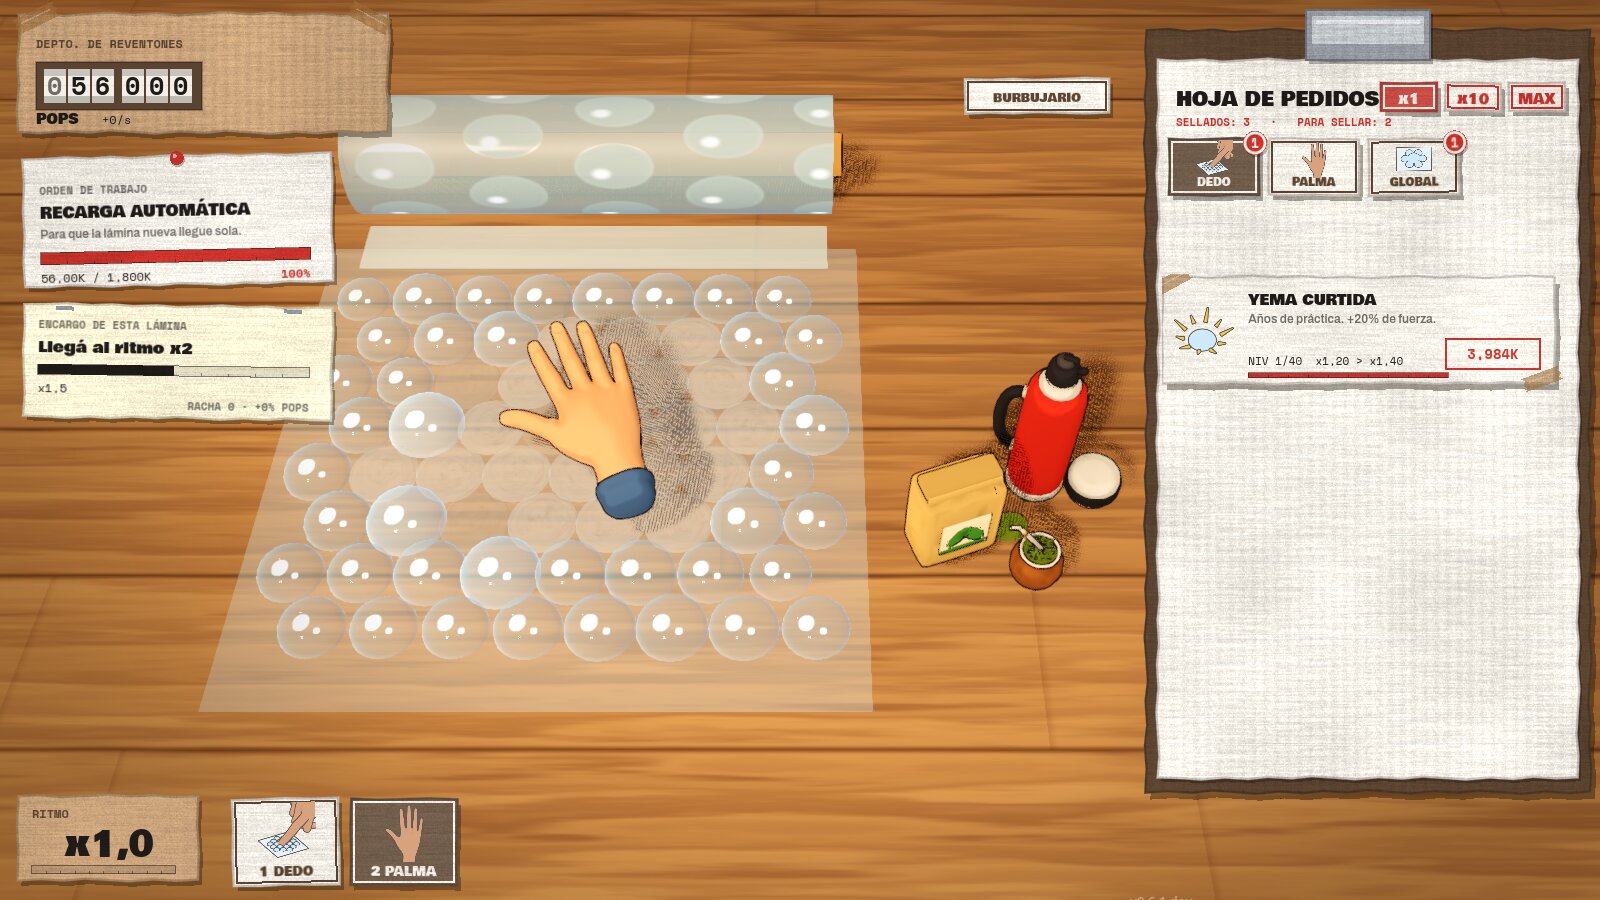 DEPTO. DE REVENTONES
056000
POPS +0/s
ORDEN DE TRABAJO
RECARGA AUTOMÁTICA
Para que la lámina nueva llegue sola.
56,00K / 1,800K 100%
ENCARGO DE ESTA LÁMINA
Llegá al ritmo x2
x1,5
RACHA 0 · +0% POPS
BURBUJARIO
HOJA DE PEDIDOS x1 x10 MAX
SELLADOS: 3 · PARA SELLAR: 2
1 1
DEDO PALMA GLOBAL
YEMA CURTIDA
Años de práctica. +20% de fuerza.
NIV 1/40 x1,20 > x1,40 3,984K
RITMO
x1,0
1 DEDO 2 PALMA